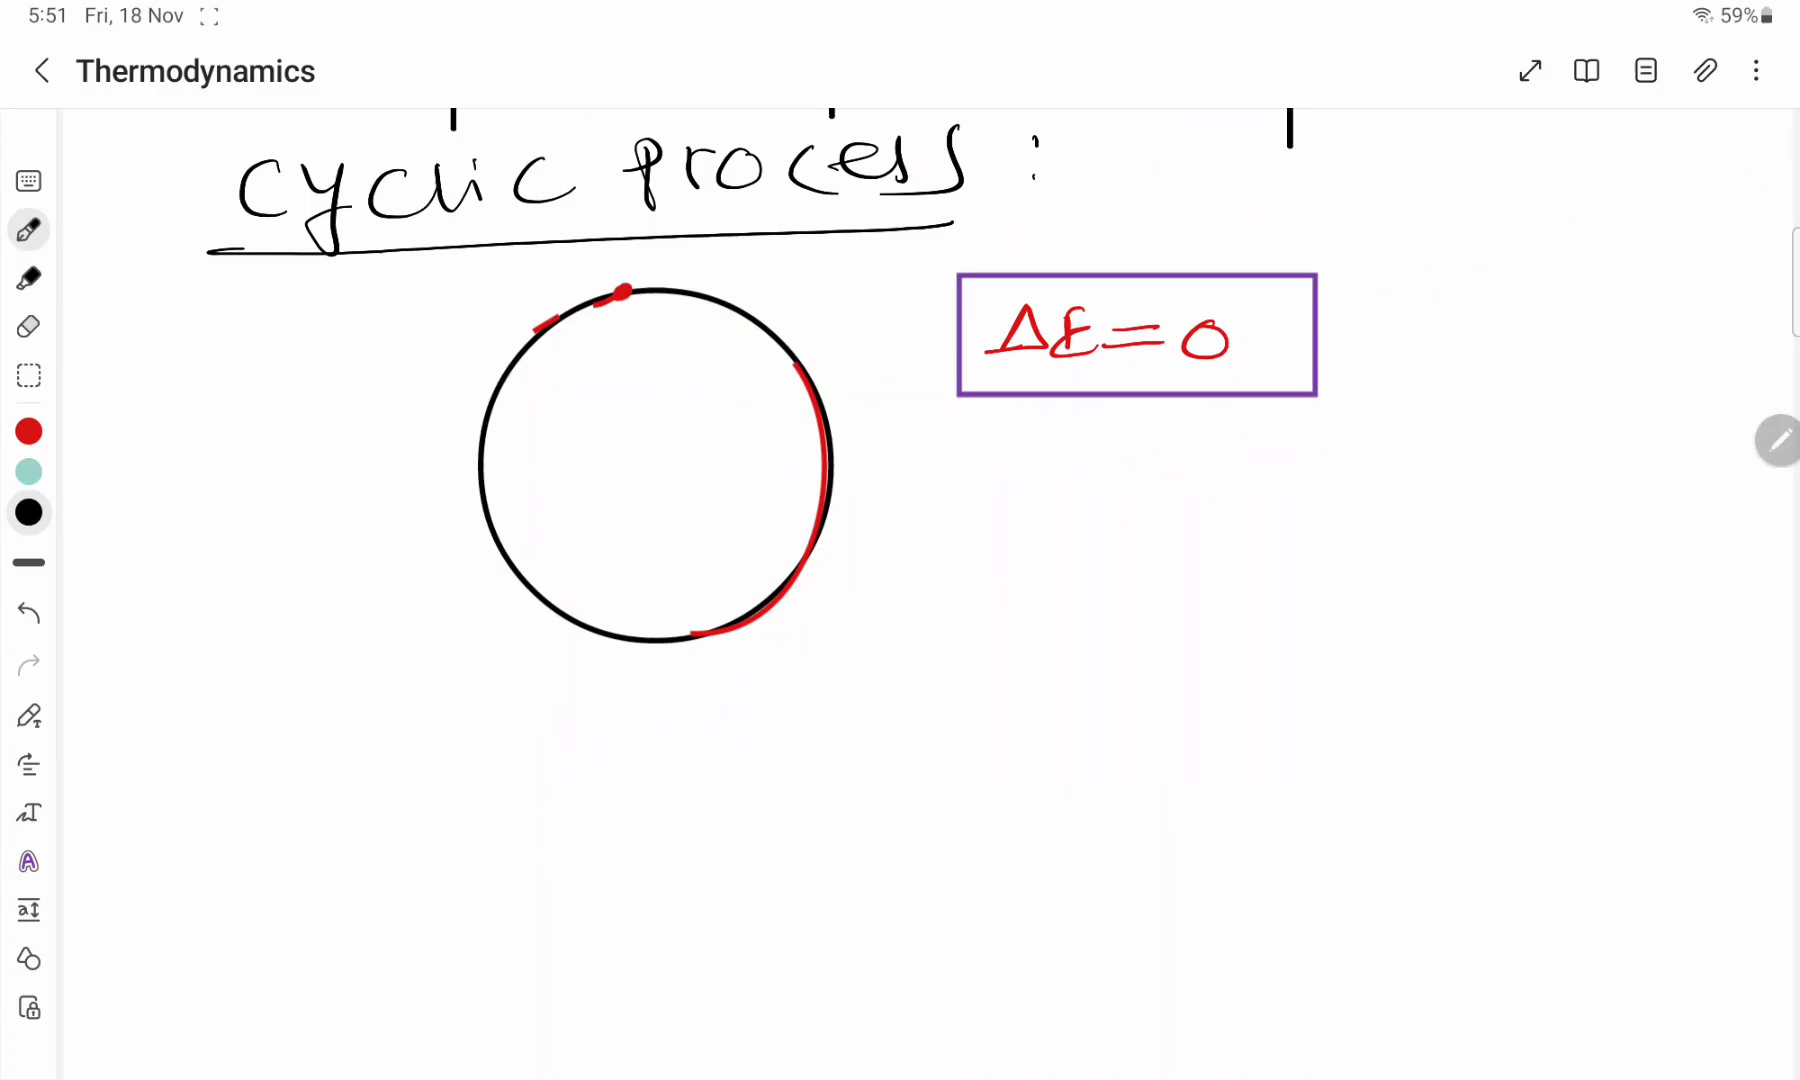 5:51 Fri, 18 Nov 59%
Thermodynamics
cyclic process :
ΔE = 0